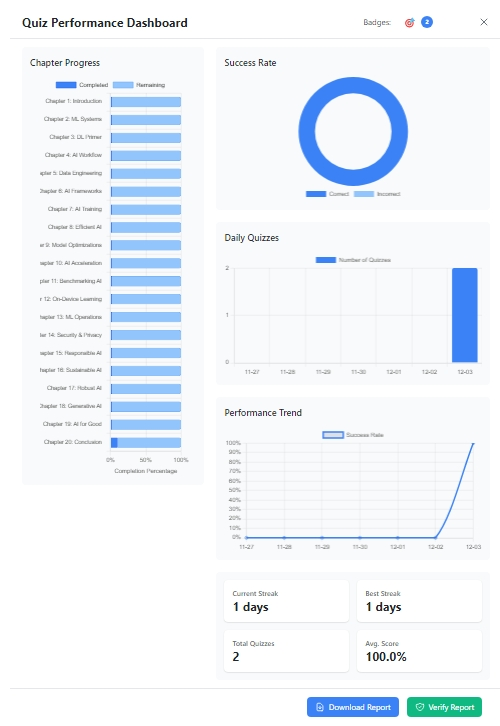 Quiz Performance Dashboard
Badges: 🎯 2
Chapter Progress
Completed Remaining
Chapter 1: Introduction
Chapter 2: ML Systems
Chapter 3: DL Primer
Chapter 4: AI Workflow
apter 5: Data Engineering
Chapter 6: AI Frameworks
Chapter 7: AI Training
Chapter 8: Efficient AI
er 9: Model Optimizations
apter 10: AI Acceleration
pter 11: Benchmarking AI
r 12: On-Device Learning
hapter 13: ML Operations
ter 14: Security & Privacy
apter 15: Responsible AI
hapter 16: Sustainable AI
Chapter 17: Robust AI
Chapter 18: Generative AI
Chapter 19: AI for Good
Chapter 20: Conclusion
0% 50% 100%
Completion Percentage
Success Rate
Correct Incorrect
Daily Quizzes
Number of Quizzes
2
1
0
11-27 11-28 11-29 11-30 12-01 12-02 12-03
Performance Trend
Success Rate
100%
90%
80%
70%
60%
50%
40%
30%
20%
10%
0%
11-27 11-28 11-29 11-30 12-01 12-02 12-03
Current Streak
1 days
Best Streak
1 days
Total Quizzes
2
Avg. Score
100.0%
Download Report
Verify Report